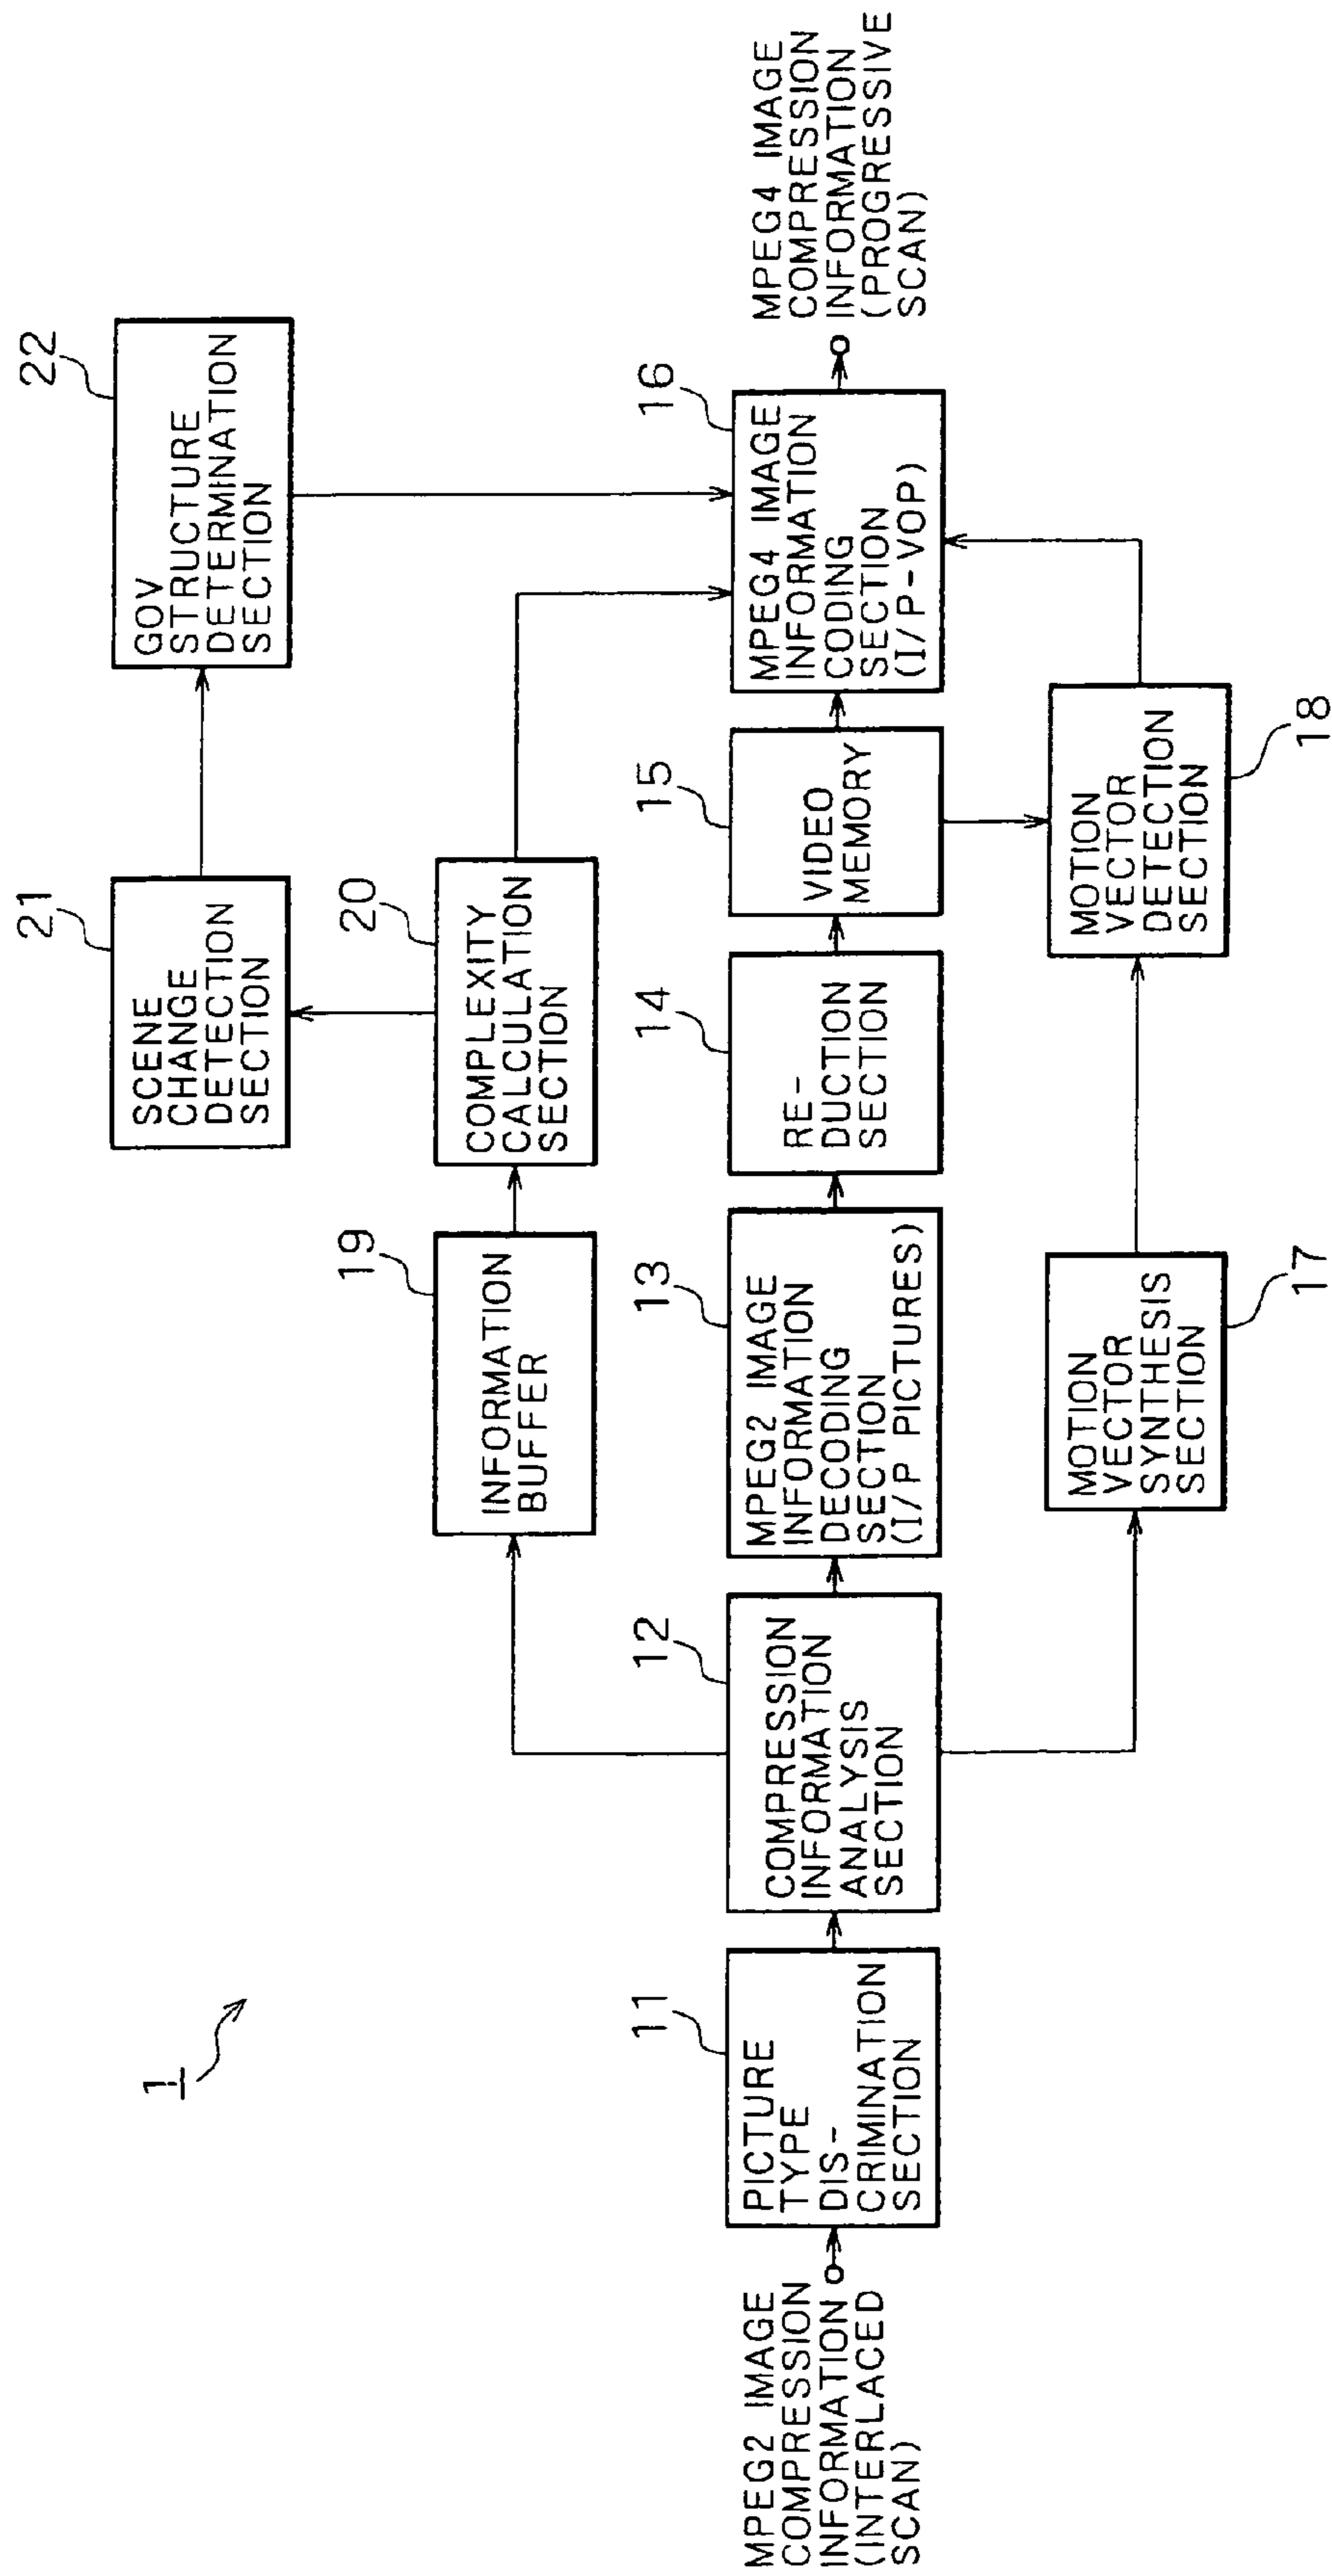 1
MPEG2 IMAGE
COMPRESSION
INFORMATION
(INTERLACED
SCAN)
11
PICTURE
TYPE
DIS-
CRIMINATION
SECTION
12
COMPRESSION
INFORMATION
ANALYSIS
SECTION
13
MPEG2 IMAGE
INFORMATION
DECODING
SECTION
(I/P PICTURES)
14
RE-
DUCTION
SECTION
15
VIDEO
MEMORY
16
MPEG4 IMAGE
INFORMATION
CODING
SECTION
(I/P-VOP)
MPEG4 IMAGE
COMPRESSION
INFORMATION
(PROGRESSIVE
SCAN)
17
MOTION
VECTOR
SYNTHESIS
SECTION
18
MOTION
VECTOR
DETECTION
SECTION
19
INFORMATION
BUFFER
20
COMPLEXITY
CALCULATION
SECTION
21
SCENE
CHANGE
DETECTION
SECTION
22
GOV
STRUCTURE
DETERMINATION
SECTION